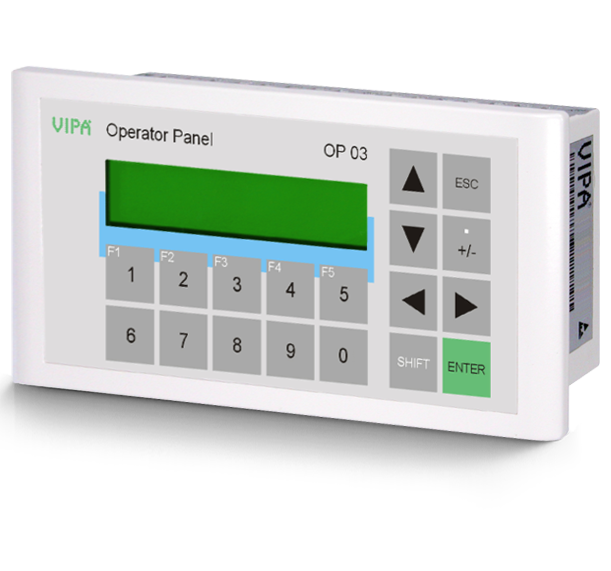 VIPA Operator Panel
OP 03
ESC
+/-
F1 F2 F3 F4 F5
1 2 3 4 5
6 7 8 9 0
SHIFT ENTER
VIPA